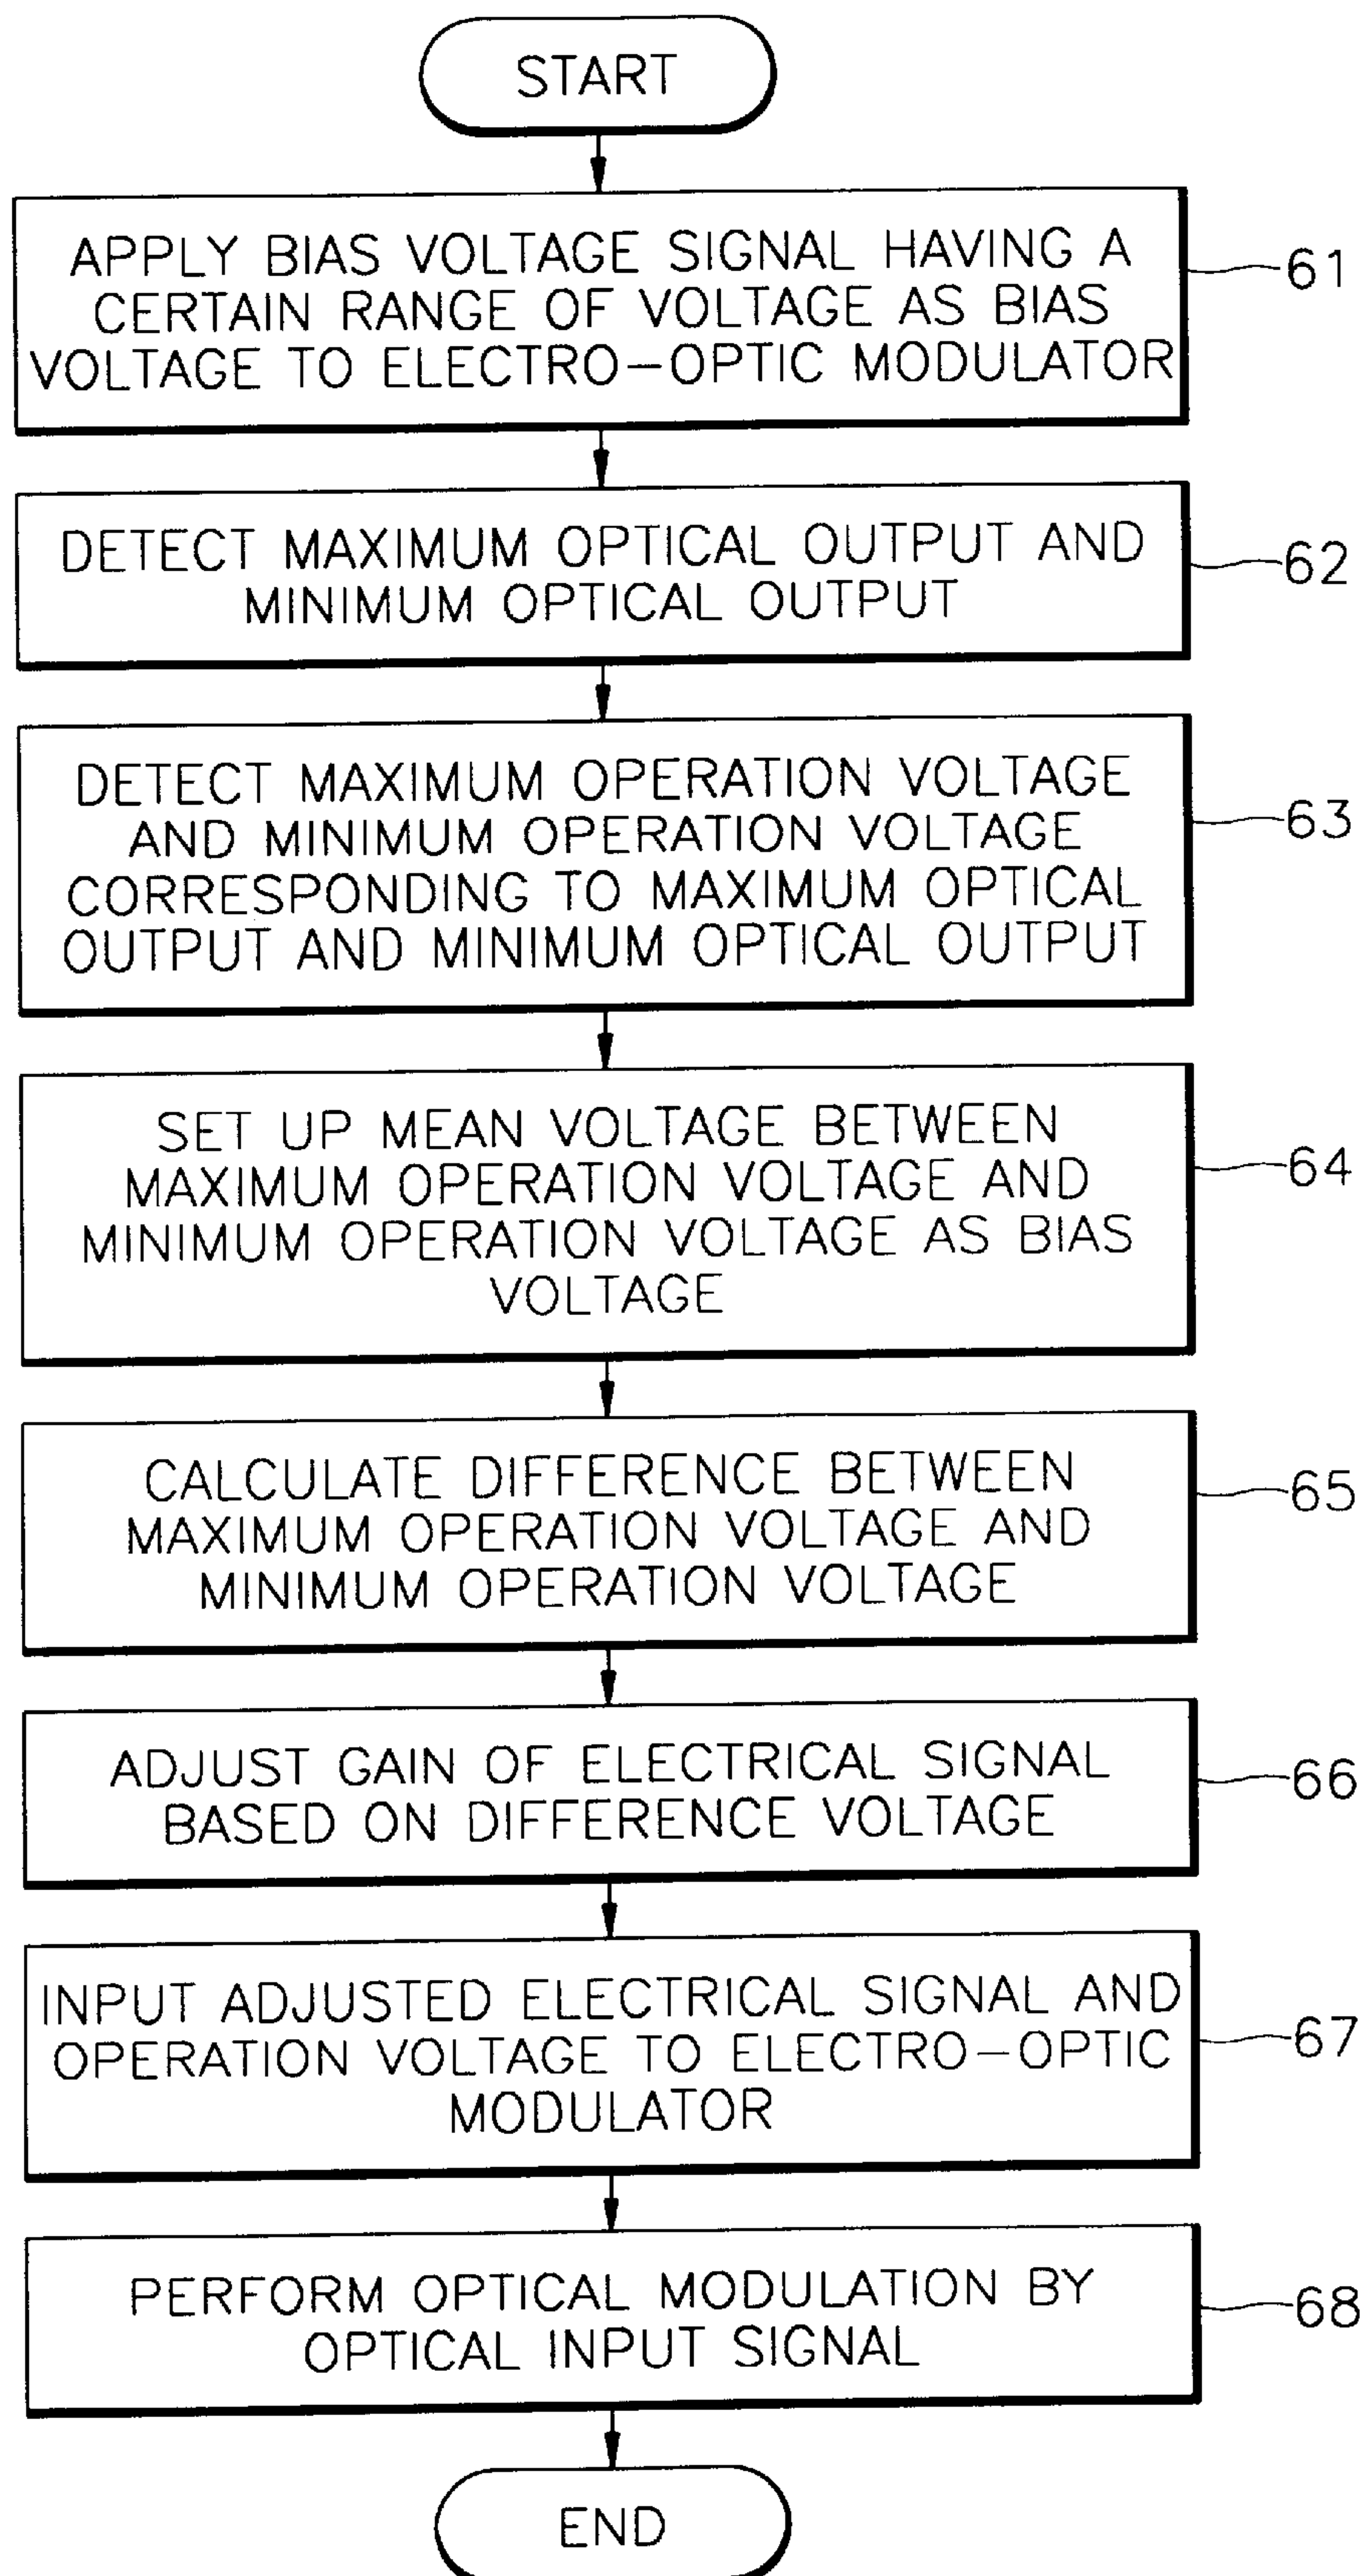 START
APPLY BIAS VOLTAGE SIGNAL HAVING A
CERTAIN RANGE OF VOLTAGE AS BIAS
VOLTAGE TO ELECTRO-OPTIC MODULATOR
61
DETECT MAXIMUM OPTICAL OUTPUT AND
MINIMUM OPTICAL OUTPUT
62
DETECT MAXIMUM OPERATION VOLTAGE
AND MINIMUM OPERATION VOLTAGE
CORRESPONDING TO MAXIMUM OPTICAL
OUTPUT AND MINIMUM OPTICAL OUTPUT
63
SET UP MEAN VOLTAGE BETWEEN
MAXIMUM OPERATION VOLTAGE AND
MINIMUM OPERATION VOLTAGE AS BIAS
VOLTAGE
64
CALCULATE DIFFERENCE BETWEEN
MAXIMUM OPERATION VOLTAGE AND
MINIMUM OPERATION VOLTAGE
65
ADJUST GAIN OF ELECTRICAL SIGNAL
BASED ON DIFFERENCE VOLTAGE
66
INPUT ADJUSTED ELECTRICAL SIGNAL AND
OPERATION VOLTAGE TO ELECTRO-OPTIC
MODULATOR
67
PERFORM OPTICAL MODULATION BY
OPTICAL INPUT SIGNAL
68
END